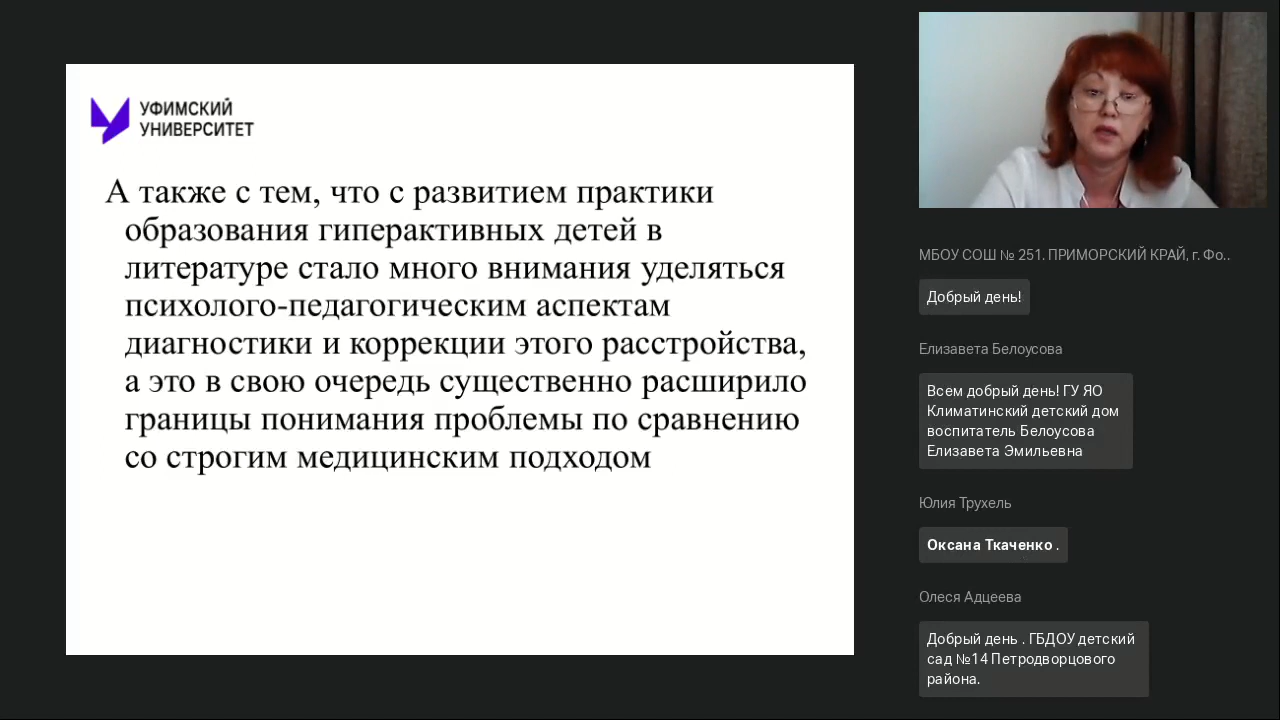 УФИМСКИЙ
УНИВЕРСИТЕТ
А также с тем, что с развитием практики
образования гиперактивных детей в
литературе стало много внимания уделяться
психолого-педагогическим аспектам
диагностики и коррекции этого расстройства,
а это в свою очередь существенно расширило
границы понимания проблемы по сравнению
со строгим медицинским подходом
МБОУ СОШ № 251. ПРИМОРСКИЙ КРАЙ, г. Фо..
Добрый день!
Елизавета Белоусова
Всем добрый день! ГУ ЯО
Климатинский детский дом
воспитатель Белоусова
Елизавета Эмильевна
Юлия Трухель
Оксана Ткаченко .
Олеся Адцеева
Добрый день . ГБДОУ детский
сад №14 Петродворцового
района.